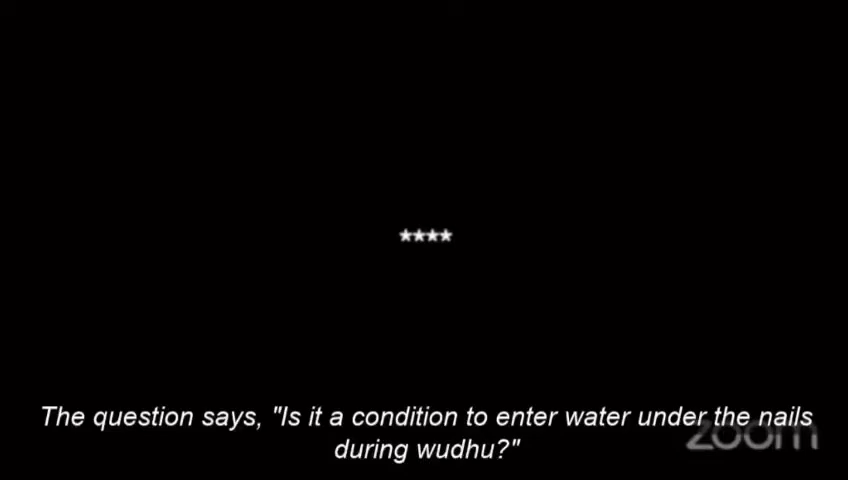 ****
The question says, "Is it a condition to enter water under the nails
during wudhu?"
zoom